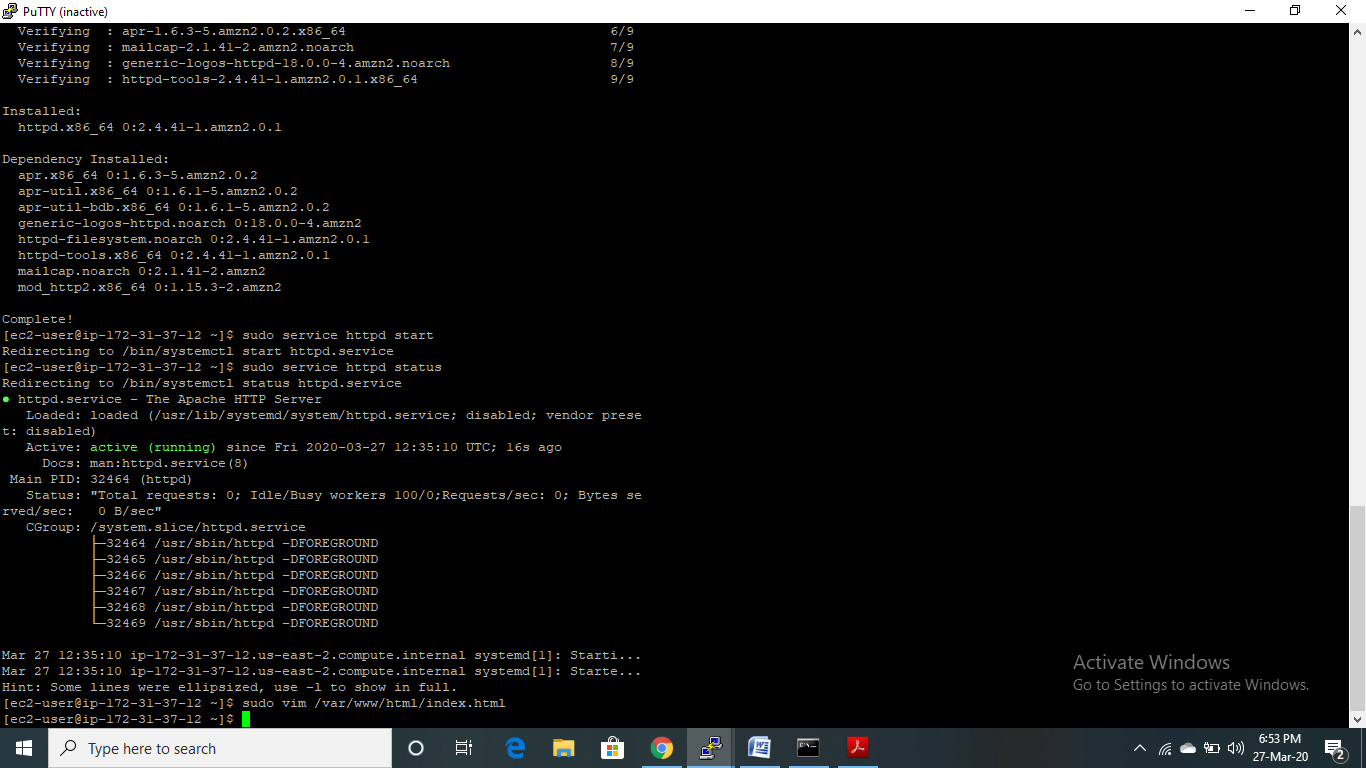 PuTTY (inactive)
Verifying : apr-1.6.3-5.amzn2.0.2.x86_64 6/9
Verifying : mailcap-2.1.41-2.amzn2.noarch 7/9
Verifying : generic-logos-httpd-18.0.0-4.amzn2.noarch 8/9
Verifying : httpd-tools-2.4.41-1.amzn2.0.1.x86_64 9/9
Installed:
httpd.x86_64 0:2.4.41-1.amzn2.0.1
Dependency Installed:
apr.x86_64 0:1.6.3-5.amzn2.0.2
apr-util.x86_64 0:1.6.1-5.amzn2.0.2
apr-util-bdb.x86_64 0:1.6.1-5.amzn2.0.2
generic-logos-httpd.noarch 0:18.0.0-4.amzn2
httpd-filesystem.noarch 0:2.4.41-1.amzn2.0.1
httpd-tools.x86_64 0:2.4.41-1.amzn2.0.1
mailcap.noarch 0:2.1.41-2.amzn2
mod_http2.x86_64 0:1.15.3-2.amzn2
Complete!
[ec2-user@ip-172-31-37-12 ~]$ sudo service httpd start
Redirecting to /bin/systemctl start httpd.service
[ec2-user@ip-172-31-37-12 ~]$ sudo service httpd status
Redirecting to /bin/systemctl status httpd.service
● httpd.service - The Apache HTTP Server
Loaded: loaded (/usr/lib/systemd/system/httpd.service; disabled; vendor prese
t: disabled)
Active: active (running) since Fri 2020-03-27 12:35:10 UTC; 16s ago
Docs: man:httpd.service(8)
Main PID: 32464 (httpd)
Status: "Total requests: 0; Idle/Busy workers 100/0;Requests/sec: 0; Bytes se
rved/sec:   0 B/sec"
CGroup: /system.slice/httpd.service
├─32464 /usr/sbin/httpd -DFOREGROUND
├─32465 /usr/sbin/httpd -DFOREGROUND
├─32466 /usr/sbin/httpd -DFOREGROUND
├─32467 /usr/sbin/httpd -DFOREGROUND
├─32468 /usr/sbin/httpd -DFOREGROUND
└─32469 /usr/sbin/httpd -DFOREGROUND
Mar 27 12:35:10 ip-172-31-37-12.us-east-2.compute.internal systemd[1]: Starti...
Mar 27 12:35:10 ip-172-31-37-12.us-east-2.compute.internal systemd[1]: Starte...
Hint: Some lines were ellipsized, use -l to show in full.
[ec2-user@ip-172-31-37-12 ~]$ sudo vim /var/www/html/index.html
[ec2-user@ip-172-31-37-12 ~]$
Activate Windows
Go to Settings to activate Windows.
Type here to search
6:53 PM
27-Mar-20
2